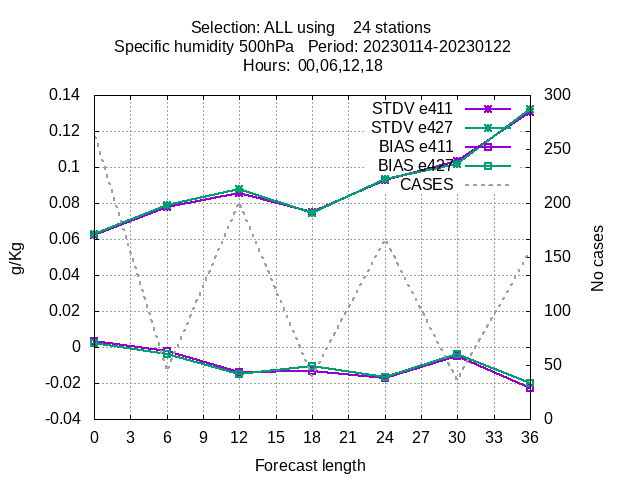 Selection: ALL using    24 stations
Specific humidity 500hPa   Period: 20230114-20230122
Hours:  00,06,12,18
STDV e411
STDV e427
BIAS e411
BIAS e427
CASES
0.14
0.12
0.1
0.08
0.06
0.04
0.02
0
-0.02
-0.04
g/Kg
300
250
200
150
100
50
0
No cases
0 3 6 9 12 15 18 21 24 27 30 33 36
Forecast length